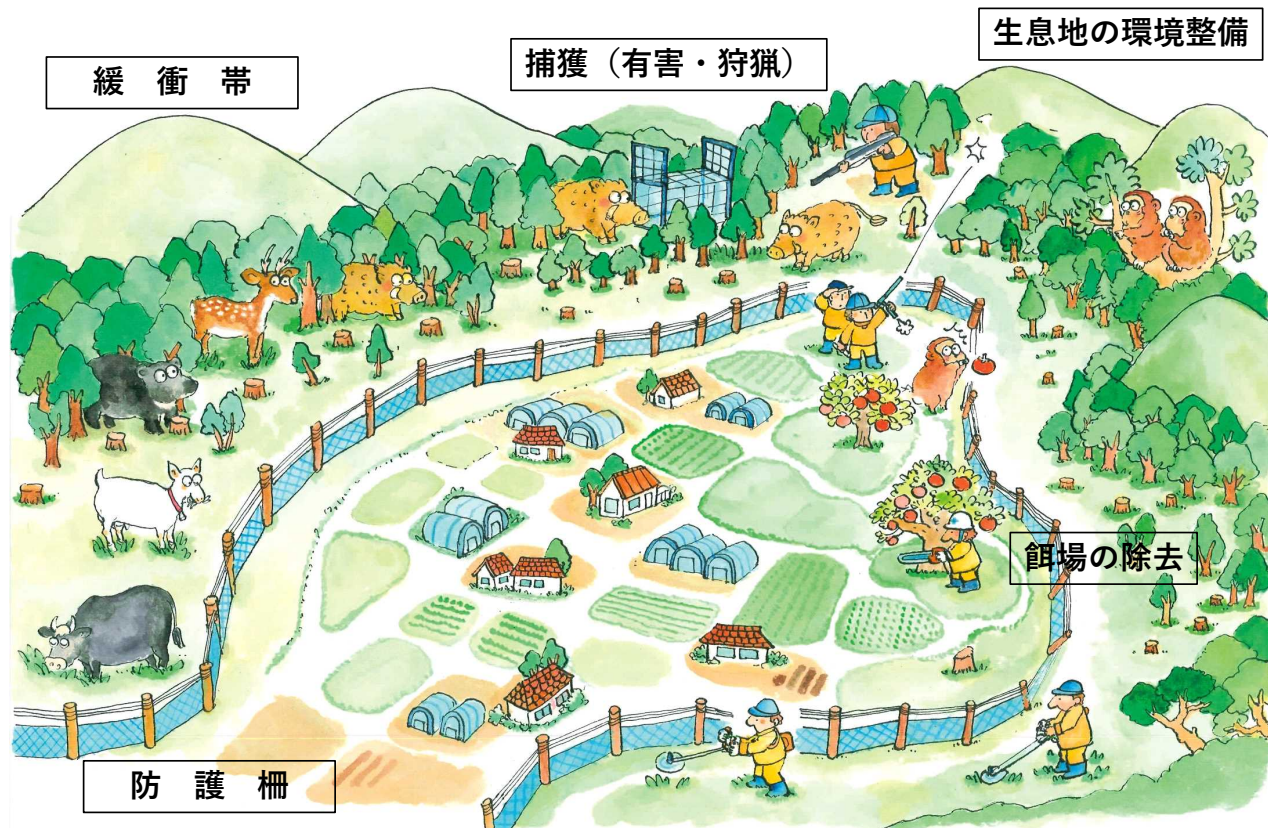 生息地の環境整備
捕獲（有害・狩猟）
緩衝帯
餌場の除去
防護柵